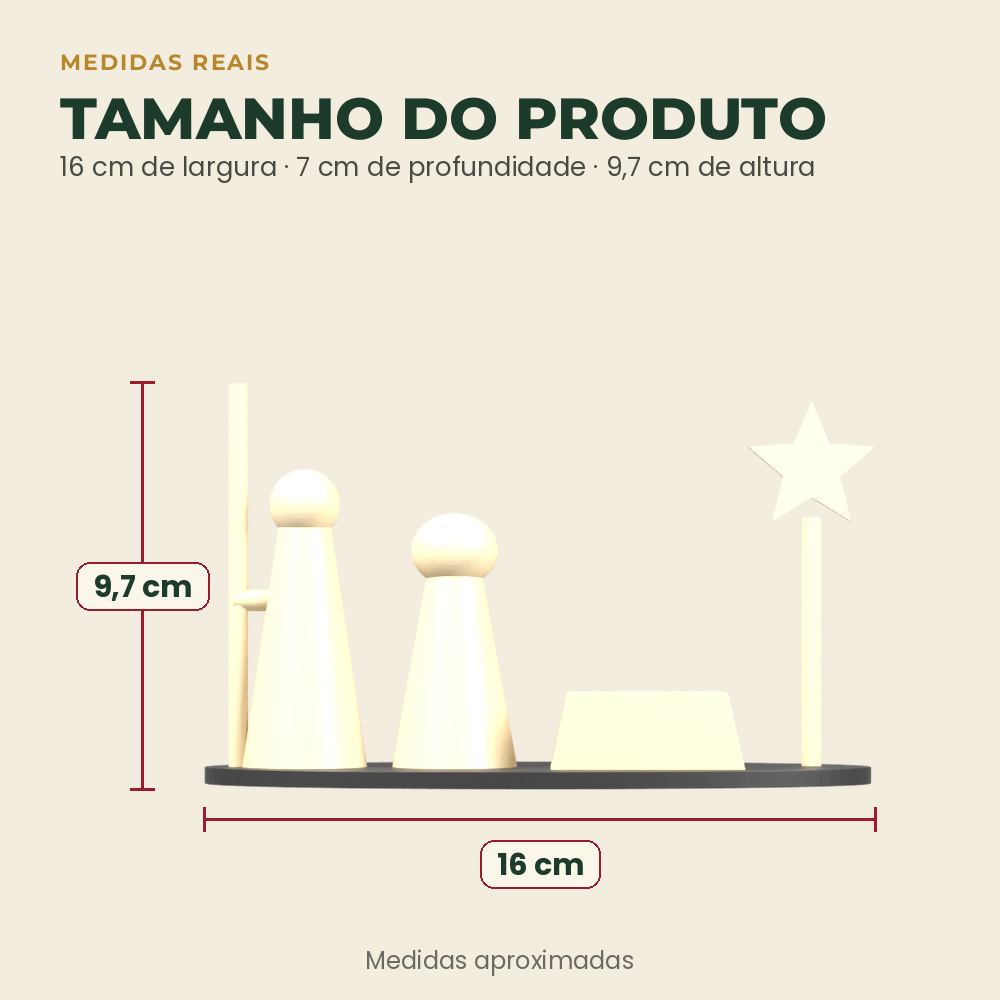 MEDIDAS REAIS
TAMANHO DO PRODUTO
16 cm de largura · 7 cm de profundidade · 9,7 cm de altura
9,7 cm
16 cm
Medidas aproximadas